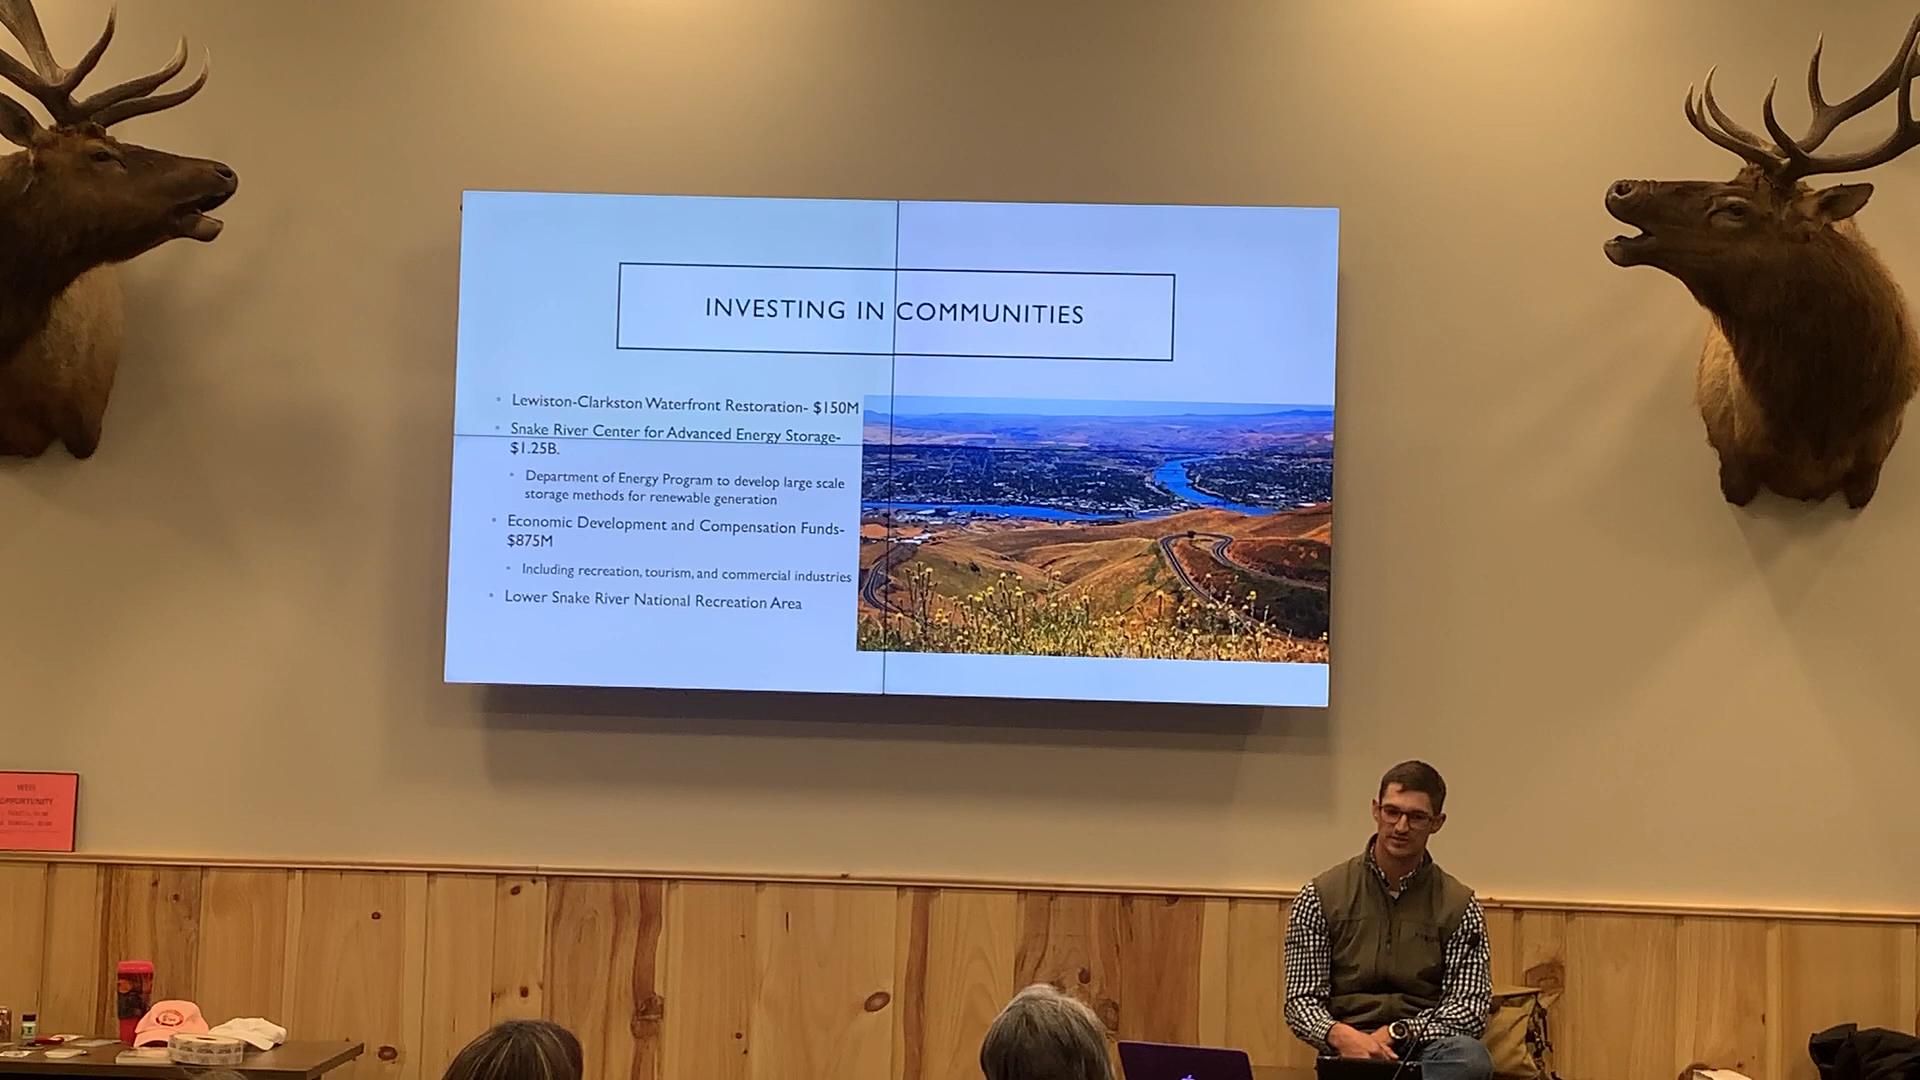 INVESTING IN COMMUNITIES
• Lewiston-Clarkston Waterfront Restoration- $150M
• Snake River Center for Advanced Energy Storage-
$1.25B.
• Department of Energy Program to develop large scale
storage methods for renewable generation
• Economic Development and Compensation Funds-
$875M
• Including recreation, tourism, and commercial industries
• Lower Snake River National Recreation Area
OPPORTUNITY